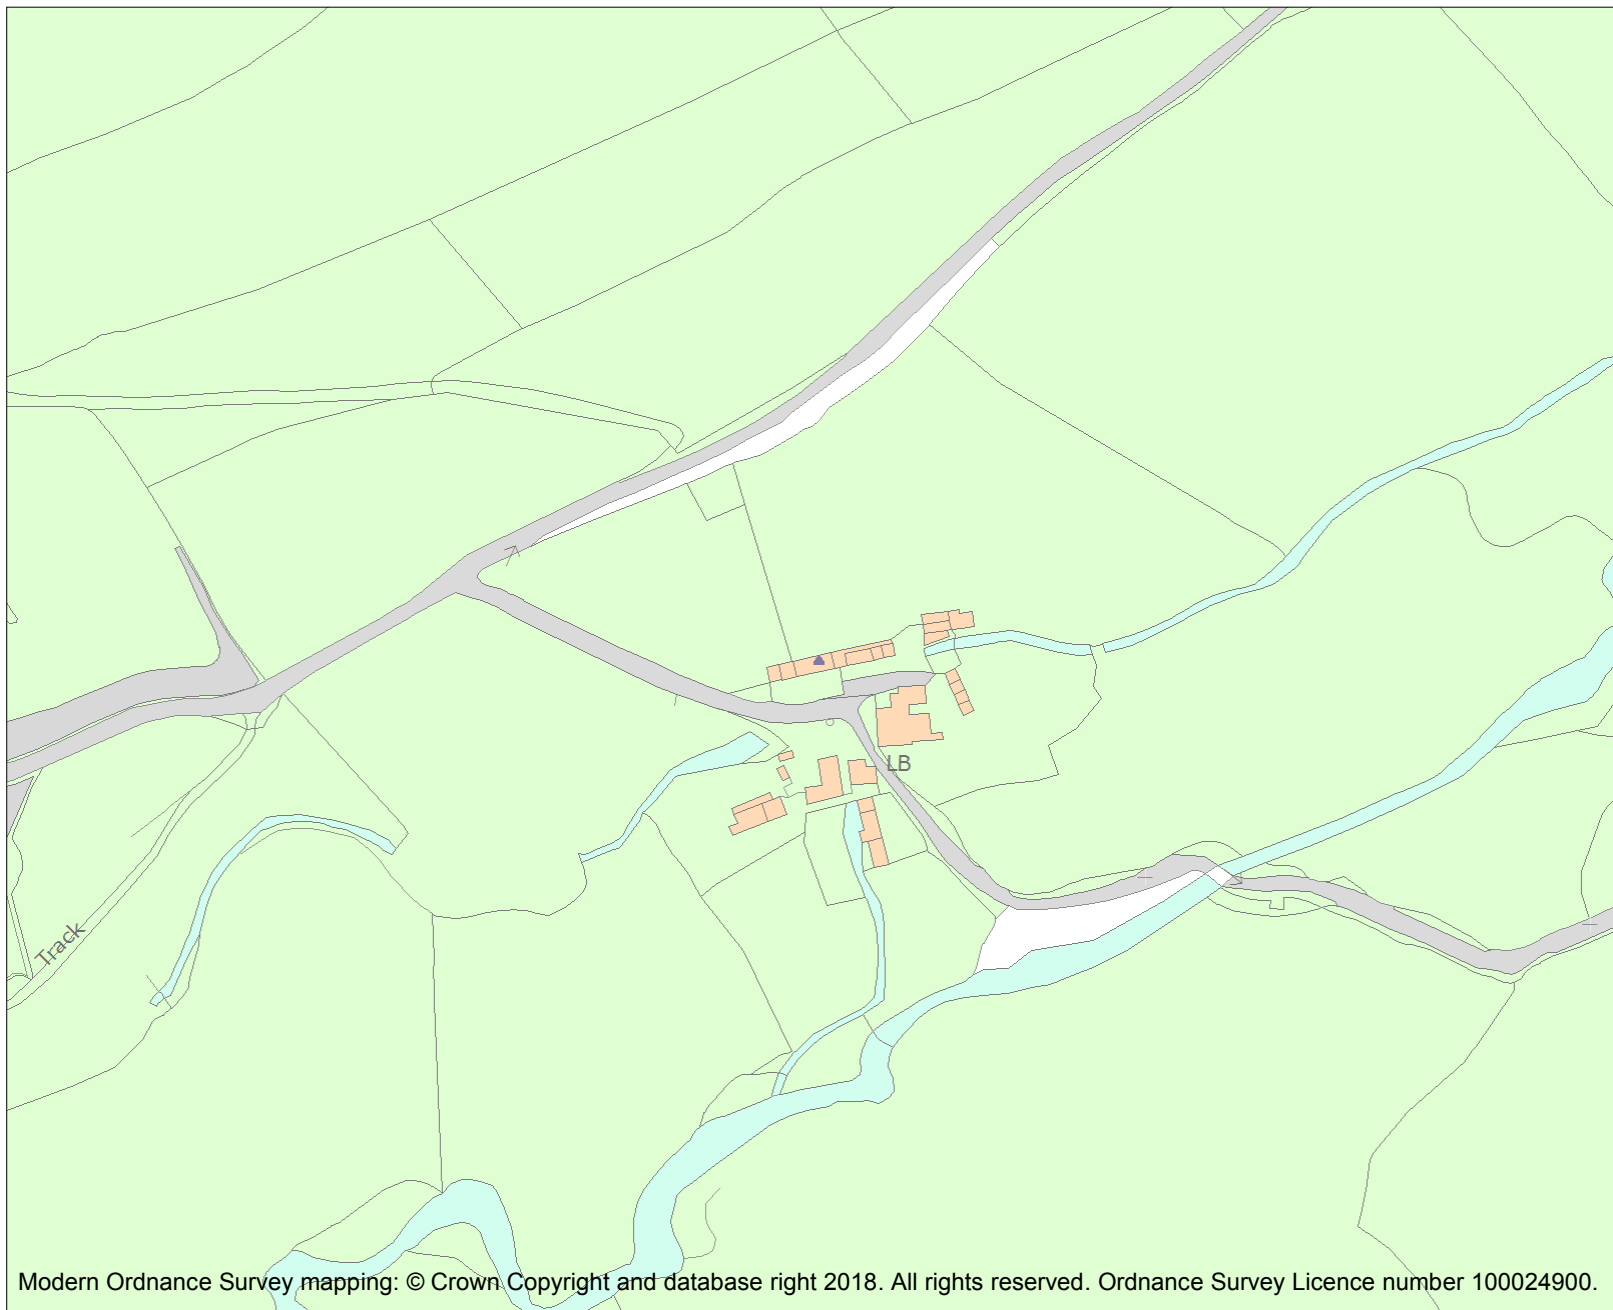 LB
Track
Modern Ordnance Survey mapping: © Crown Copyright and database right 2018. All rights reserved. Ordnance Survey Licence number 100024900.